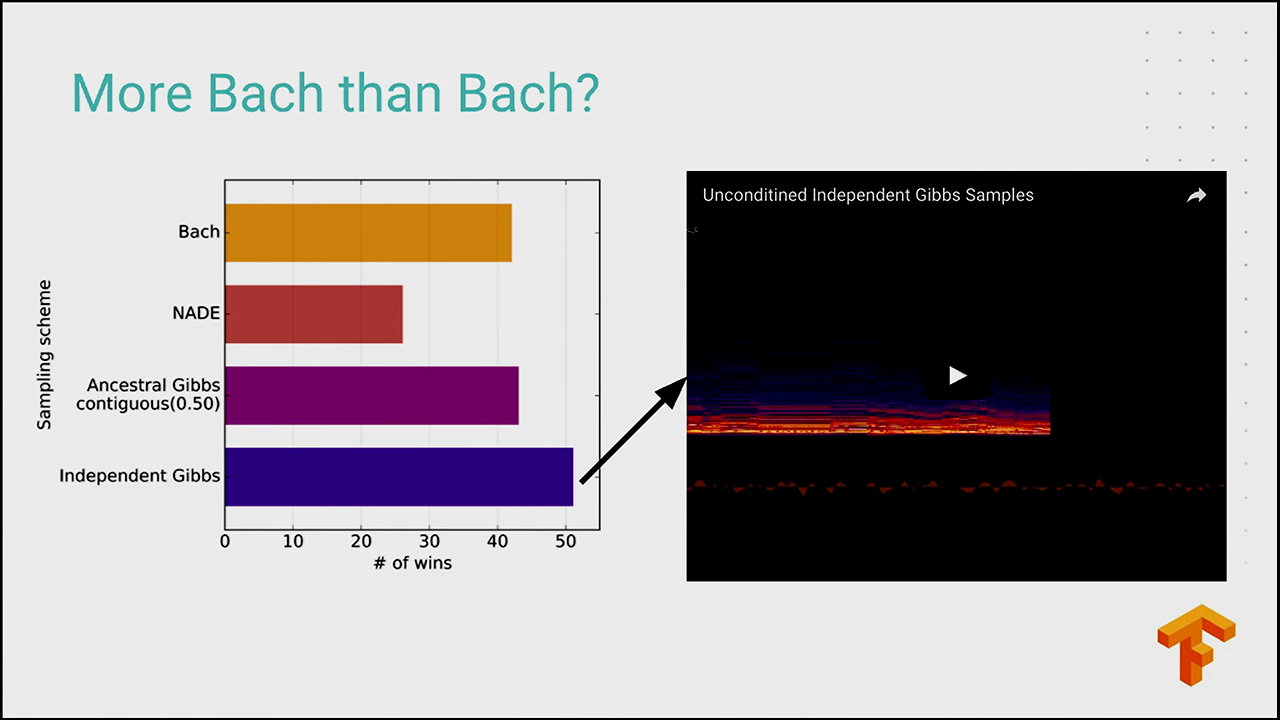 More Bach than Bach?
Sampling scheme
Bach
NADE
Ancestral Gibbs
contiguous(0.50)
Independent Gibbs
0 10 20 30 40 50
# of wins
Unconditined Independent Gibbs Samples